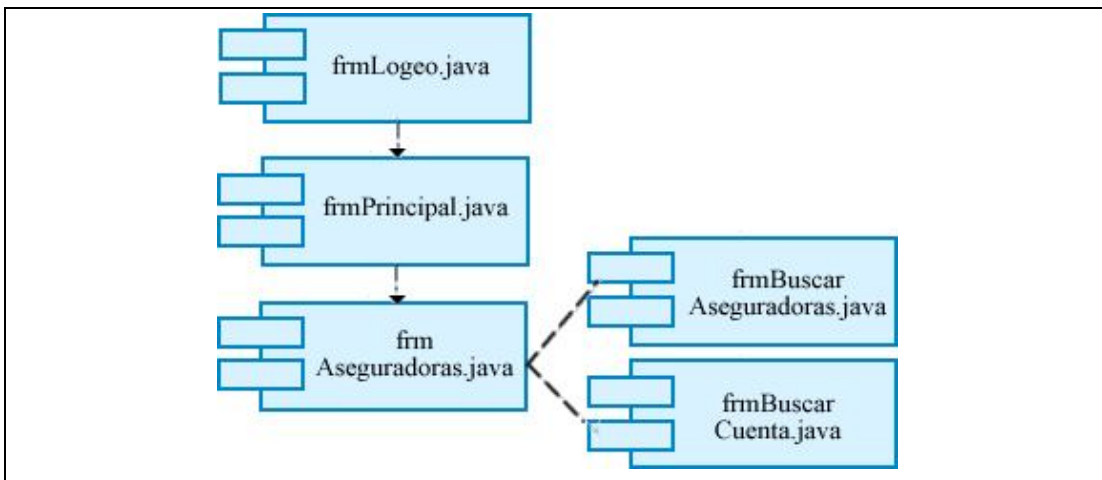 frmLogeo.java
frmPrincipal.java
frm
Aseguradoras.java
frmBuscar
Aseguradoras.java
frmBuscar
Cuenta.java